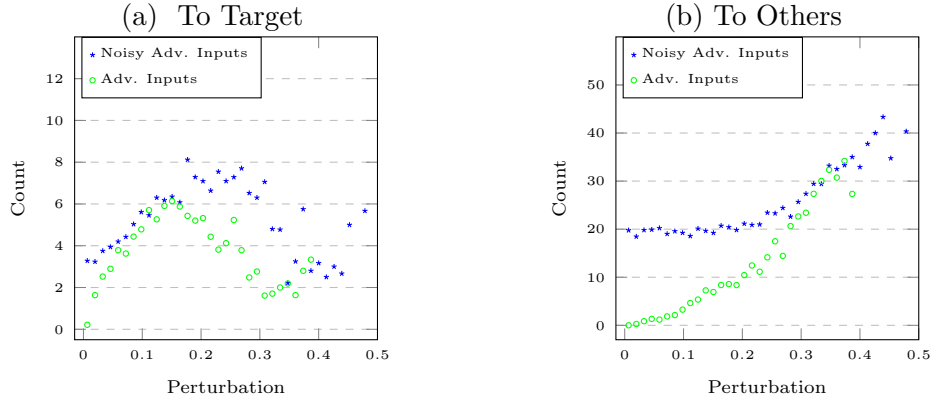 (a) To Target
Noisy Adv. Inputs
Adv. Inputs
Count
12
10
8
6
4
2
0
0 0.1 0.2 0.3 0.4 0.5
Perturbation
(b) To Others
Noisy Adv. Inputs
Adv. Inputs
Count
50
40
30
20
10
0
0 0.1 0.2 0.3 0.4 0.5
Perturbation